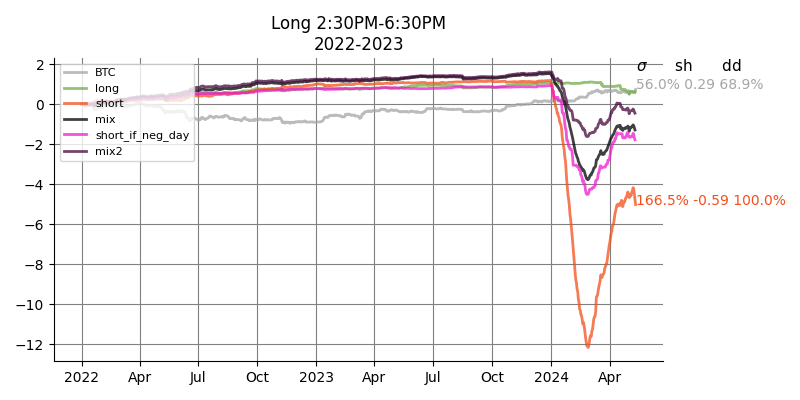 Long 2:30PM-6:30PM
2022-2023
σ sh dd
56.0% 0.29 68.9%
166.5% -0.59 100.0%
BTC
long
short
mix
short_if_neg_day
mix2
2
0
−2
−4
−6
−8
−10
−12
2022 Apr Jul Oct 2023 Apr Jul Oct 2024 Apr